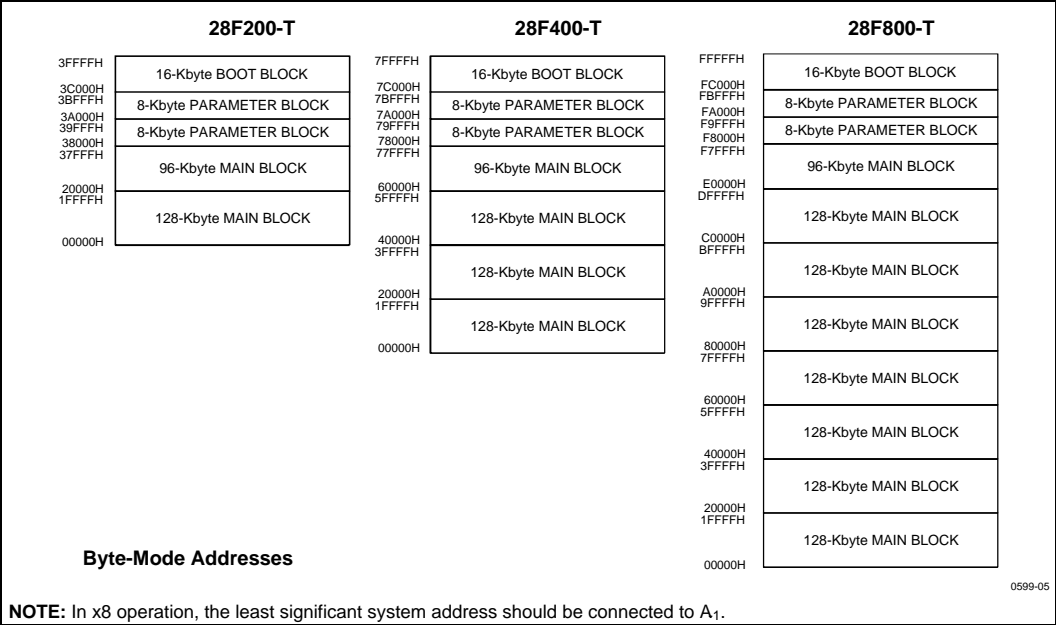 28F200-T
3FFFFH
16-Kbyte BOOT BLOCK
3C000H
3BFFFH
8-Kbyte PARAMETER BLOCK
3A000H
39FFFH
8-Kbyte PARAMETER BLOCK
38000H
37FFFH
96-Kbyte MAIN BLOCK
20000H
1FFFFH
128-Kbyte MAIN BLOCK
00000H
28F400-T
7FFFFH
16-Kbyte BOOT BLOCK
7C000H
7BFFFH
8-Kbyte PARAMETER BLOCK
7A000H
79FFFH
8-Kbyte PARAMETER BLOCK
78000H
77FFFH
96-Kbyte MAIN BLOCK
60000H
5FFFFH
128-Kbyte MAIN BLOCK
40000H
3FFFFH
128-Kbyte MAIN BLOCK
20000H
1FFFFH
128-Kbyte MAIN BLOCK
00000H
28F800-T
FFFFFH
16-Kbyte BOOT BLOCK
FC000H
FBFFFH
8-Kbyte PARAMETER BLOCK
FA000H
F9FFFH
8-Kbyte PARAMETER BLOCK
F8000H
F7FFFH
96-Kbyte MAIN BLOCK
E0000H
DFFFFH
128-Kbyte MAIN BLOCK
C0000H
BFFFFH
128-Kbyte MAIN BLOCK
A0000H
9FFFFH
128-Kbyte MAIN BLOCK
80000H
7FFFFH
128-Kbyte MAIN BLOCK
60000H
5FFFFH
128-Kbyte MAIN BLOCK
40000H
3FFFFH
128-Kbyte MAIN BLOCK
20000H
1FFFFH
128-Kbyte MAIN BLOCK
00000H
Byte-Mode Addresses
0599-05
NOTE: In x8 operation, the least significant system address should be connected to A₁.